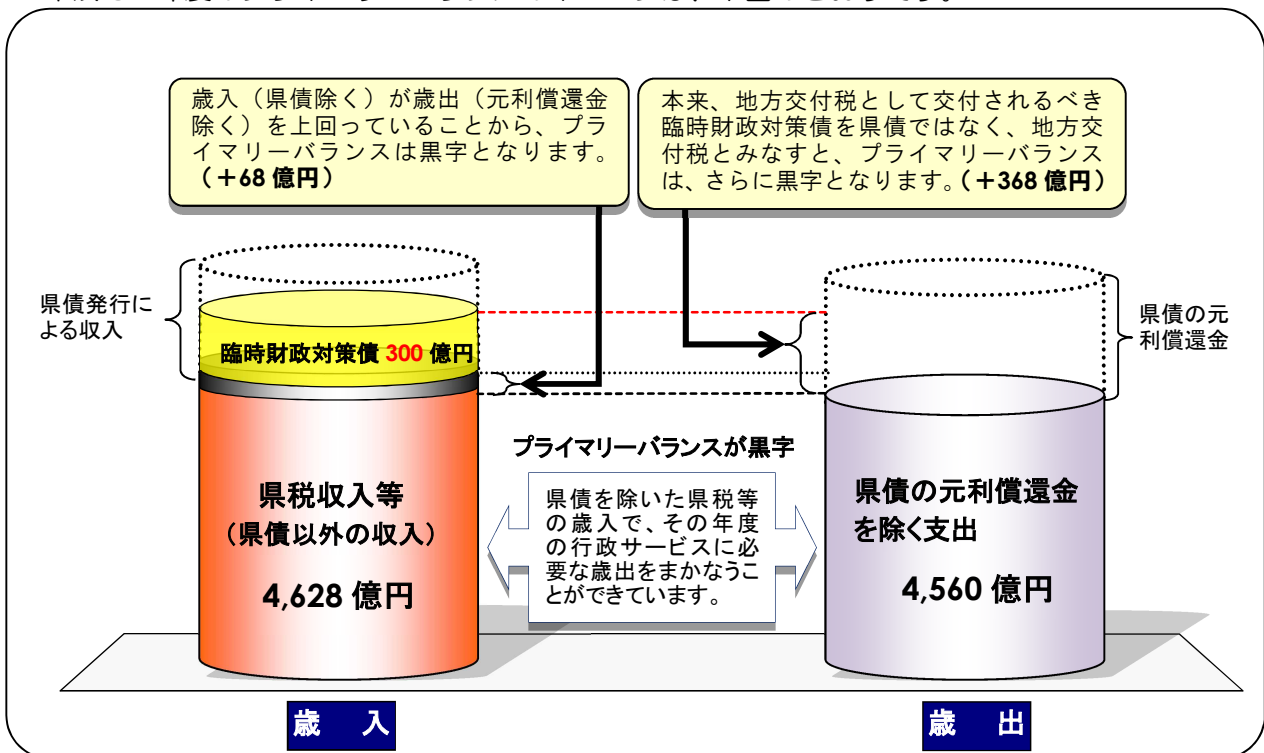 歳入（県債除く）が歳出（元利償還金
除く）を上回っていることから、プラ
イマリーバランスは黒字となります。
（＋68 億円）
本来、地方交付税として交付されるべき
臨時財政対策債を県債ではなく、地方交
付税とみなすと、プライマリーバランス
は、さらに黒字となります。（＋368 億円）
県債発行に
よる収入
臨時財政対策債 300 億円
県債の元
利償還金
プライマリーバランスが黒字
県税収入等
（県債以外の収入）
4,628 億円
県債を除いた県税等
の歳入で、その年度
の行政サービスに必
要な歳出をまかなうこ
とができています。
県債の元利償還金
を除く支出
4,560 億円
歳 入
歳 出